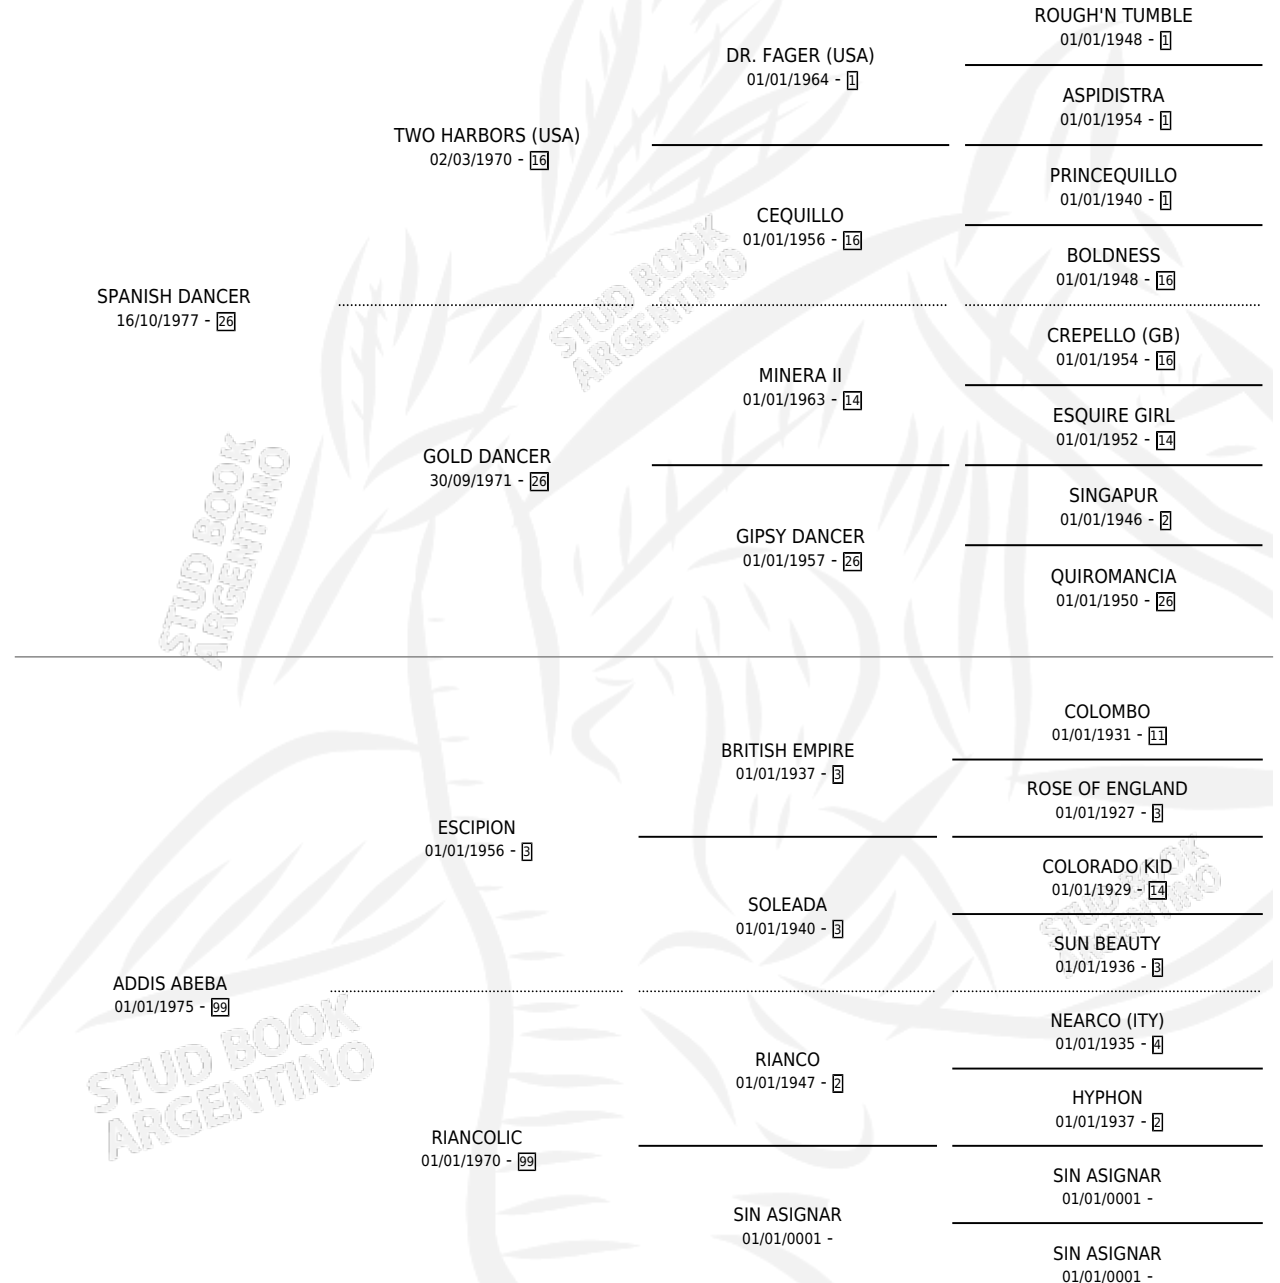 ROUGH'N TUMBLE
01/01/1948 - 1
DR. FAGER (USA)
01/01/1964 - 1
ASPIDISTRA
01/01/1954 - 1
TWO HARBORS (USA)
02/03/1970 - 16
PRINCEQUILLO
01/01/1940 - 1
CEQUILLO
01/01/1956 - 16
BOLDNESS
01/01/1948 - 16
SPANISH DANCER
16/10/1977 - 26
CREPELLO (GB)
01/01/1954 - 16
MINERA II
01/01/1963 - 14
ESQUIRE GIRL
01/01/1952 - 14
GOLD DANCER
30/09/1971 - 26
SINGAPUR
01/01/1946 - 2
GIPSY DANCER
01/01/1957 - 26
QUIROMANCIA
01/01/1950 - 26
COLOMBO
01/01/1931 - 11
BRITISH EMPIRE
01/01/1937 - 3
ROSE OF ENGLAND
01/01/1927 - 3
ESCIPION
01/01/1956 - 3
COLORADO KID
01/01/1929 - 14
SOLEADA
01/01/1940 - 3
SUN BEAUTY
01/01/1936 - 3
ADDIS ABEBA
01/01/1975 - 99
NEARCO (ITY)
01/01/1935 - 4
RIANCO
01/01/1947 - 2
HYPHON
01/01/1937 - 2
RIANCOLIC
01/01/1970 - 99
SIN ASIGNAR
01/01/0001 -
SIN ASIGNAR
01/01/0001 -
SIN ASIGNAR
01/01/0001 -
STUD BOOK
ARGENTINO
STUD BOOK
ARGENTINO
STUD BOOK
ARGENTINO
STUD BOOK
ARGENTINO